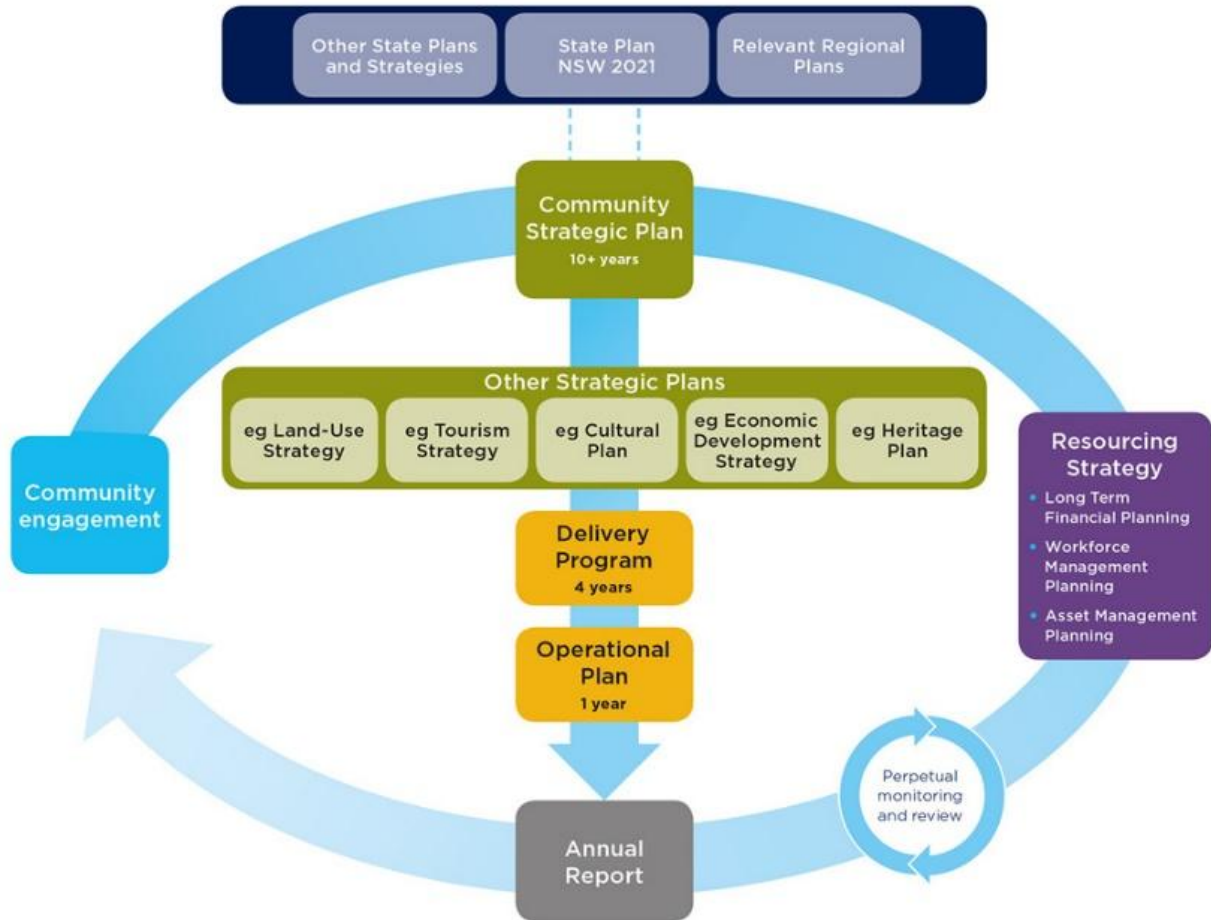 Other State Plans
and Strategies
State Plan
NSW 2021
Relevant Regional
Plans
Community
Strategic Plan
10+ years
Other Strategic Plans
eg Land-Use
Strategy
eg Tourism
Strategy
eg Cultural
Plan
eg Economic
Development
Strategy
eg Heritage
Plan
Community
engagement
Resourcing
Strategy
• Long Term
Financial Planning
• Workforce
Management
Planning
• Asset Management
Planning
Delivery
Program
4 years
Operational
Plan
1 year
Perpetual
monitoring
and review
Annual
Report